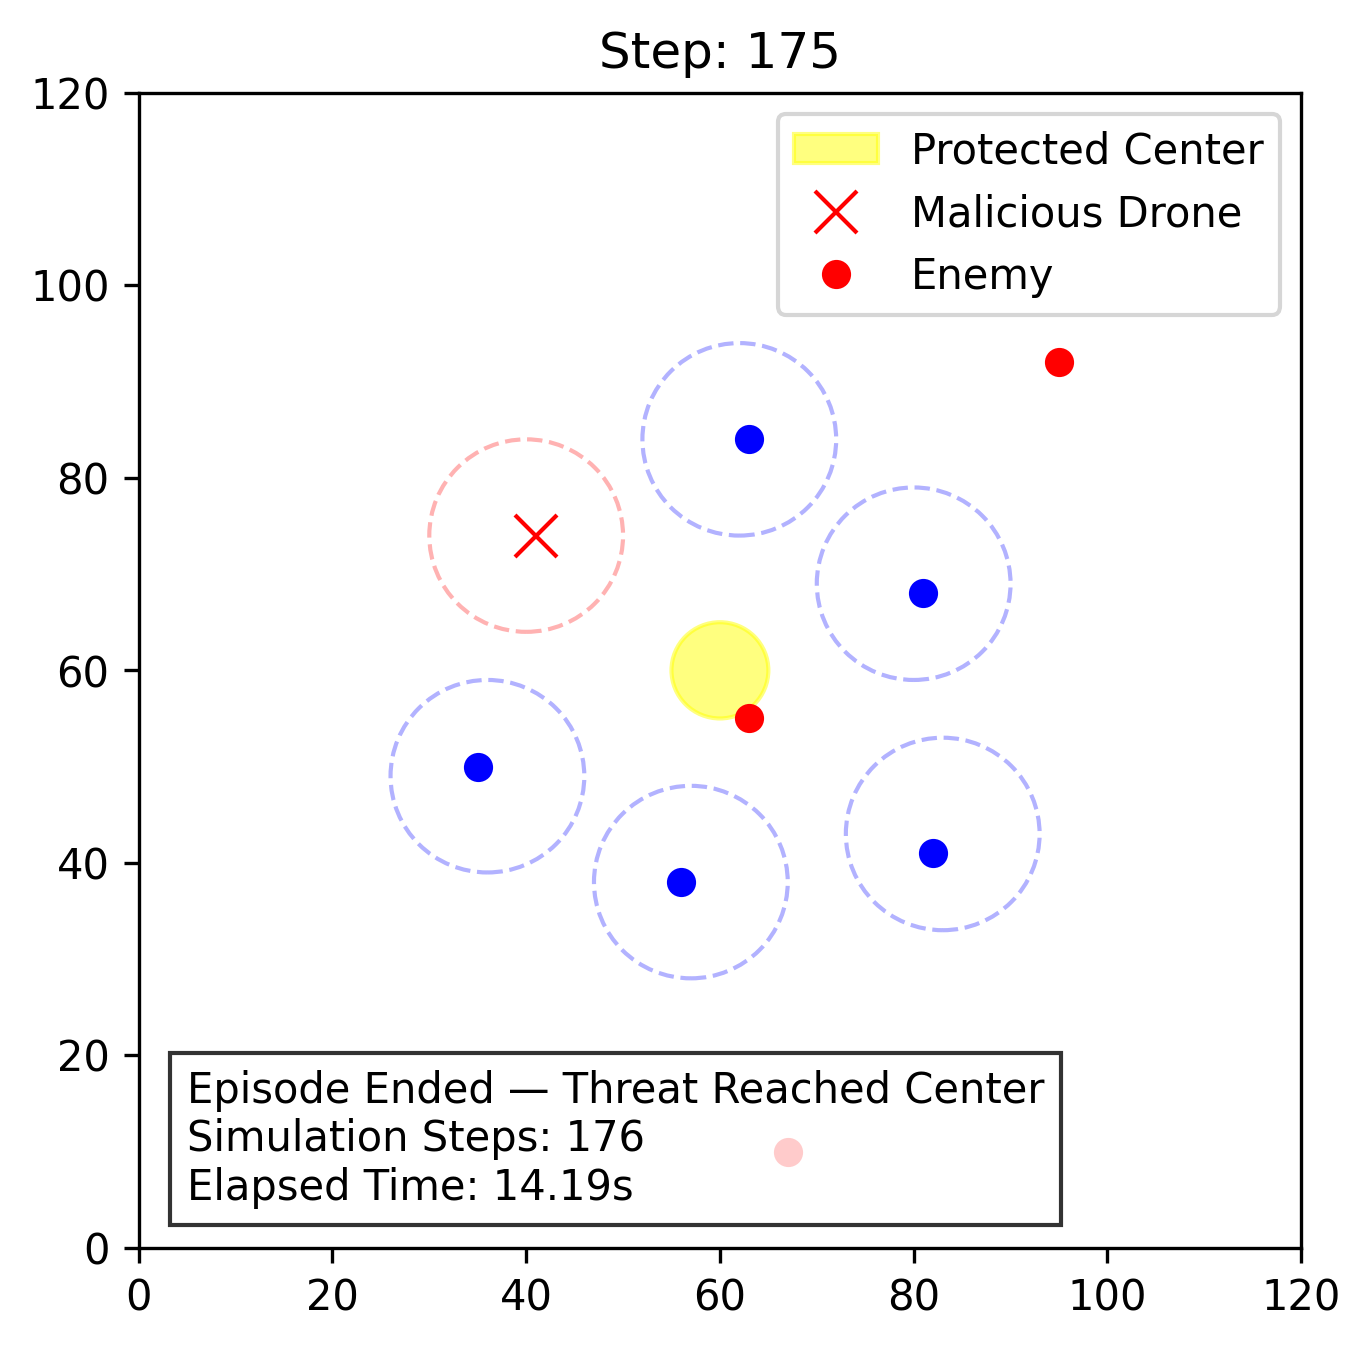 Step: 175
120
100
80
60
40
20
0
Protected Center
Malicious Drone
Enemy
Episode Ended — Threat Reached Center
Simulation Steps: 176
Elapsed Time: 14.19s
0 20 40 60 80 100 120